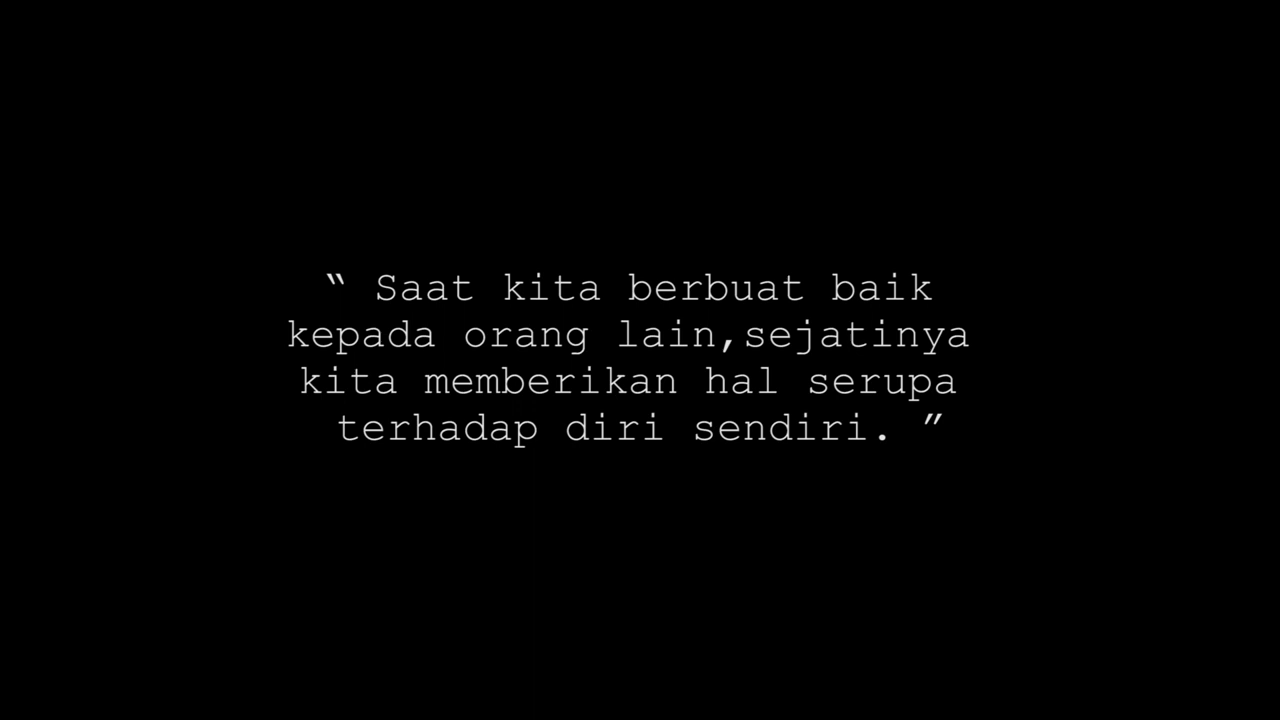 “ Saat kita berbuat baik
kepada orang lain,sejatinya
kita memberikan hal serupa
terhadap diri sendiri. ”